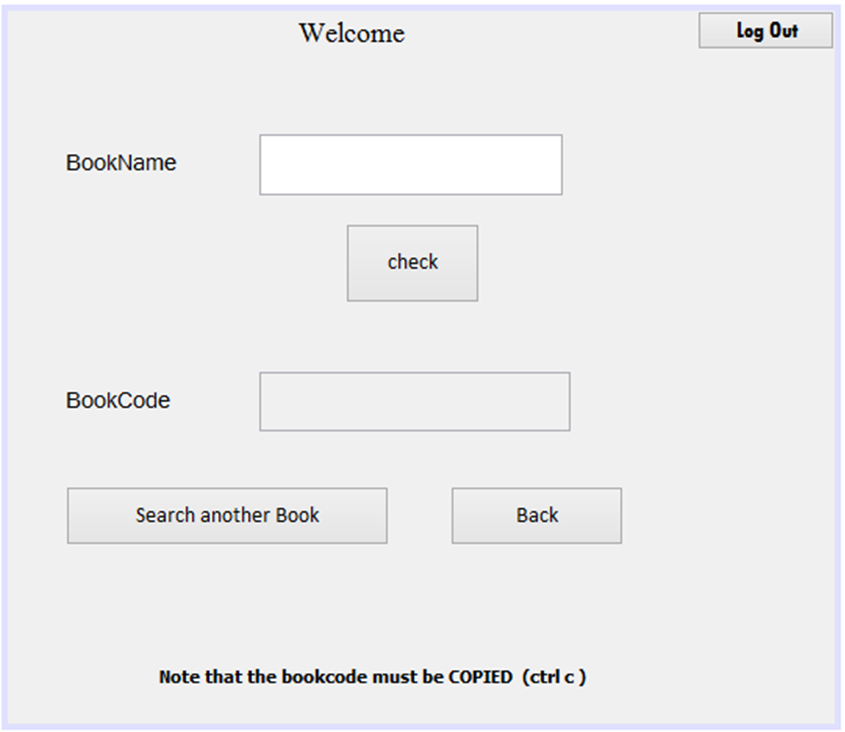 Welcome
Log Out
BookName
check
BookCode
Search another Book
Back
Note that the bookcode must be COPIED (ctrl c )